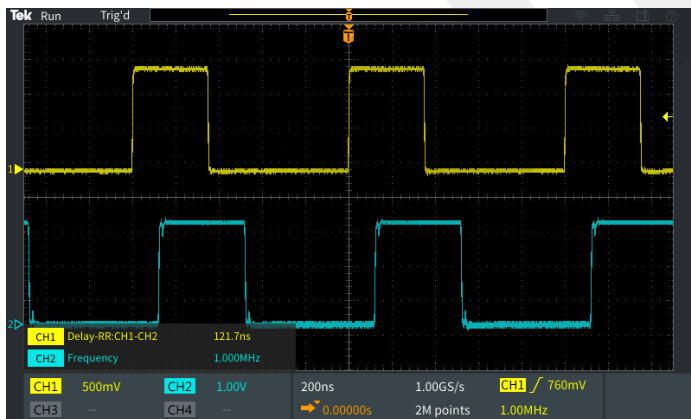 Tek Run Trig'd
T
T
1
2
CH1 Delay-RR:CH1-CH2 121.7ns
CH2 Frequency 1.000MHz
CH1 500mV CH2 1.00V 200ns 1.00GS/s CH1 760mV
CH3 -- CH4 -- T 0.00000s 2M points 1.00MHz